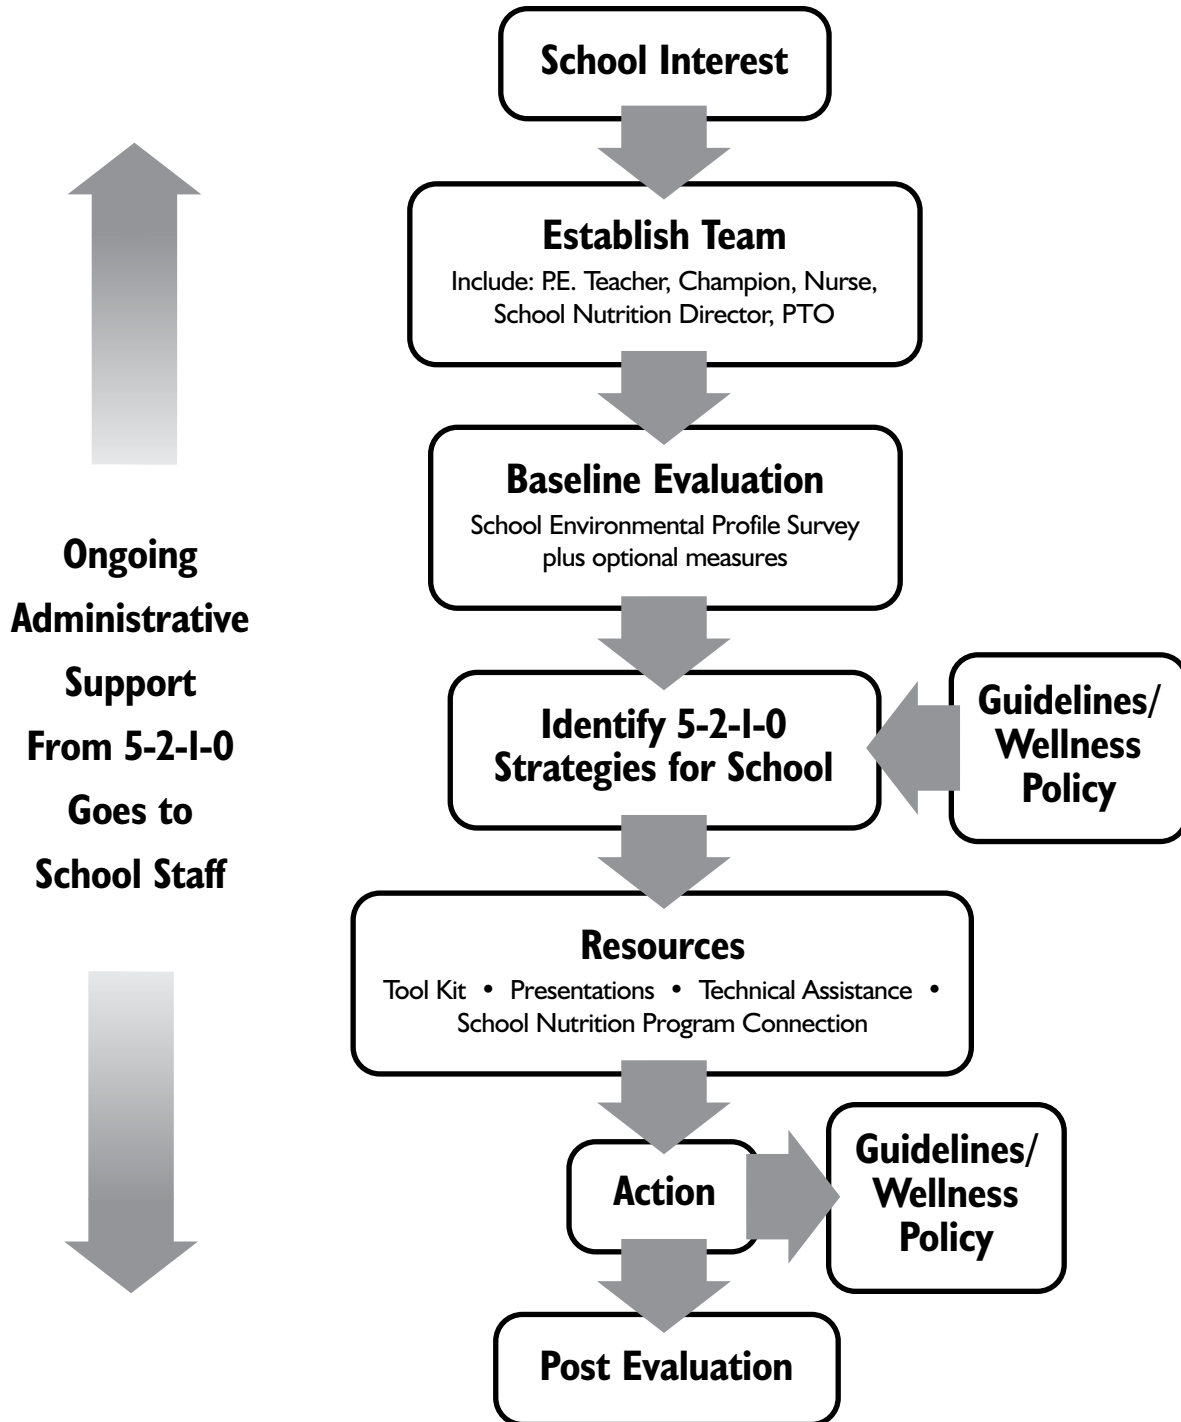 School Interest
Establish Team
Include: P.E. Teacher, Champion, Nurse,
School Nutrition Director, PTO
Baseline Evaluation
School Environmental Profile Survey
plus optional measures
Ongoing
Administrative
Support
From 5-2-1-0
Goes to
School Staff
Identify 5-2-1-0
Strategies for School
Guidelines/
Wellness
Policy
Resources
Tool Kit • Presentations • Technical Assistance •
School Nutrition Program Connection
Action
Guidelines/
Wellness
Policy
Post Evaluation